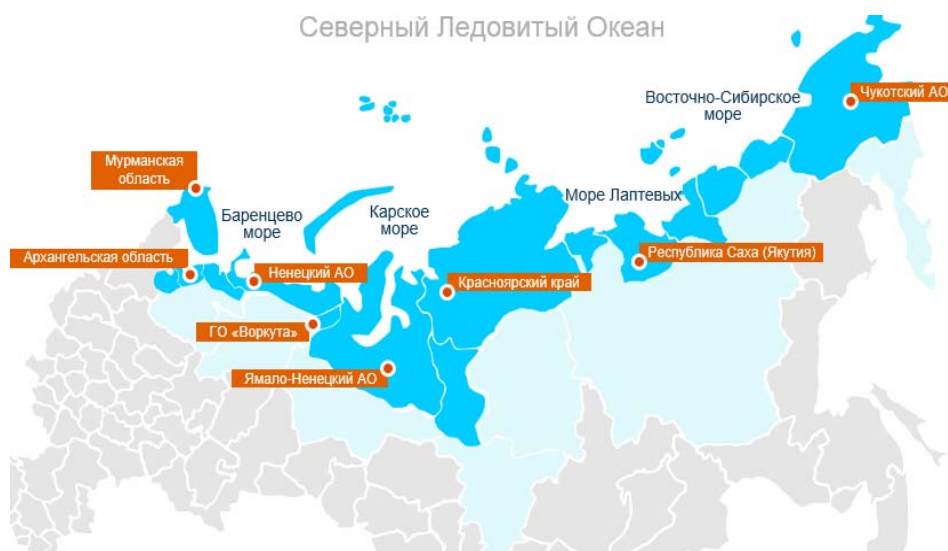 Северный Ледовитый Океан
Восточно-Сибирское
море
Чукотский АО
Мурманская
область
Баренцево
море
Карское
море
Море Лаптевых
Архангельская область
Ненецкий АО
Республика Саха (Якутия)
Красноярский край
ГО «Воркута»
Ямало-Ненецкий АО